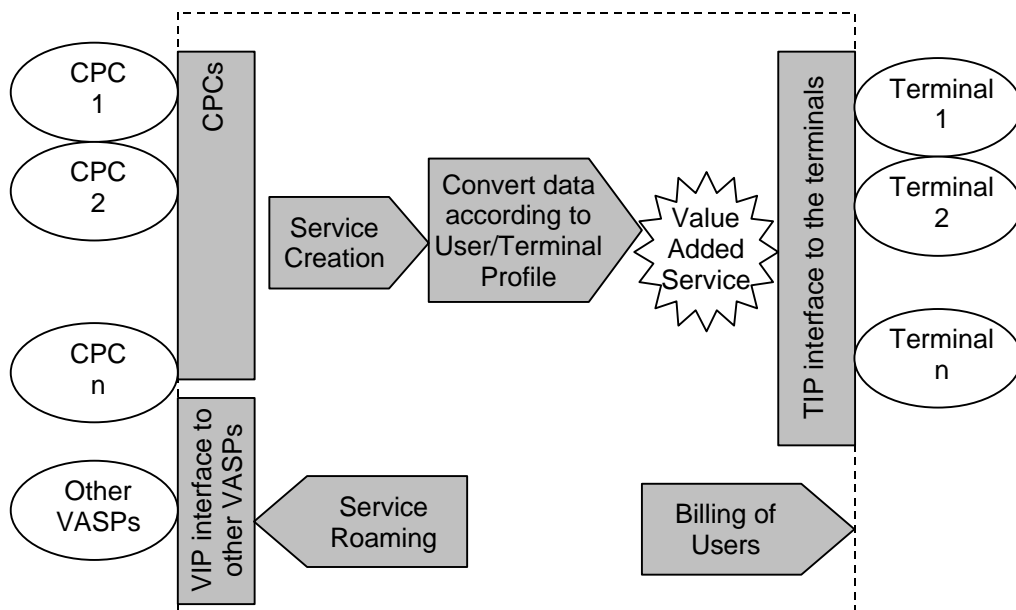 CPC
1
CPC
2
CPC
n
Other
VASPs
CPCs
VIP interface to
other VASPs
Service
Creation
Convert data
according to
User/Terminal
Profile
Value
Added
Service
Service
Roaming
Billing of
Users
TIP interface to the terminals
Terminal
1
Terminal
2
Terminal
n